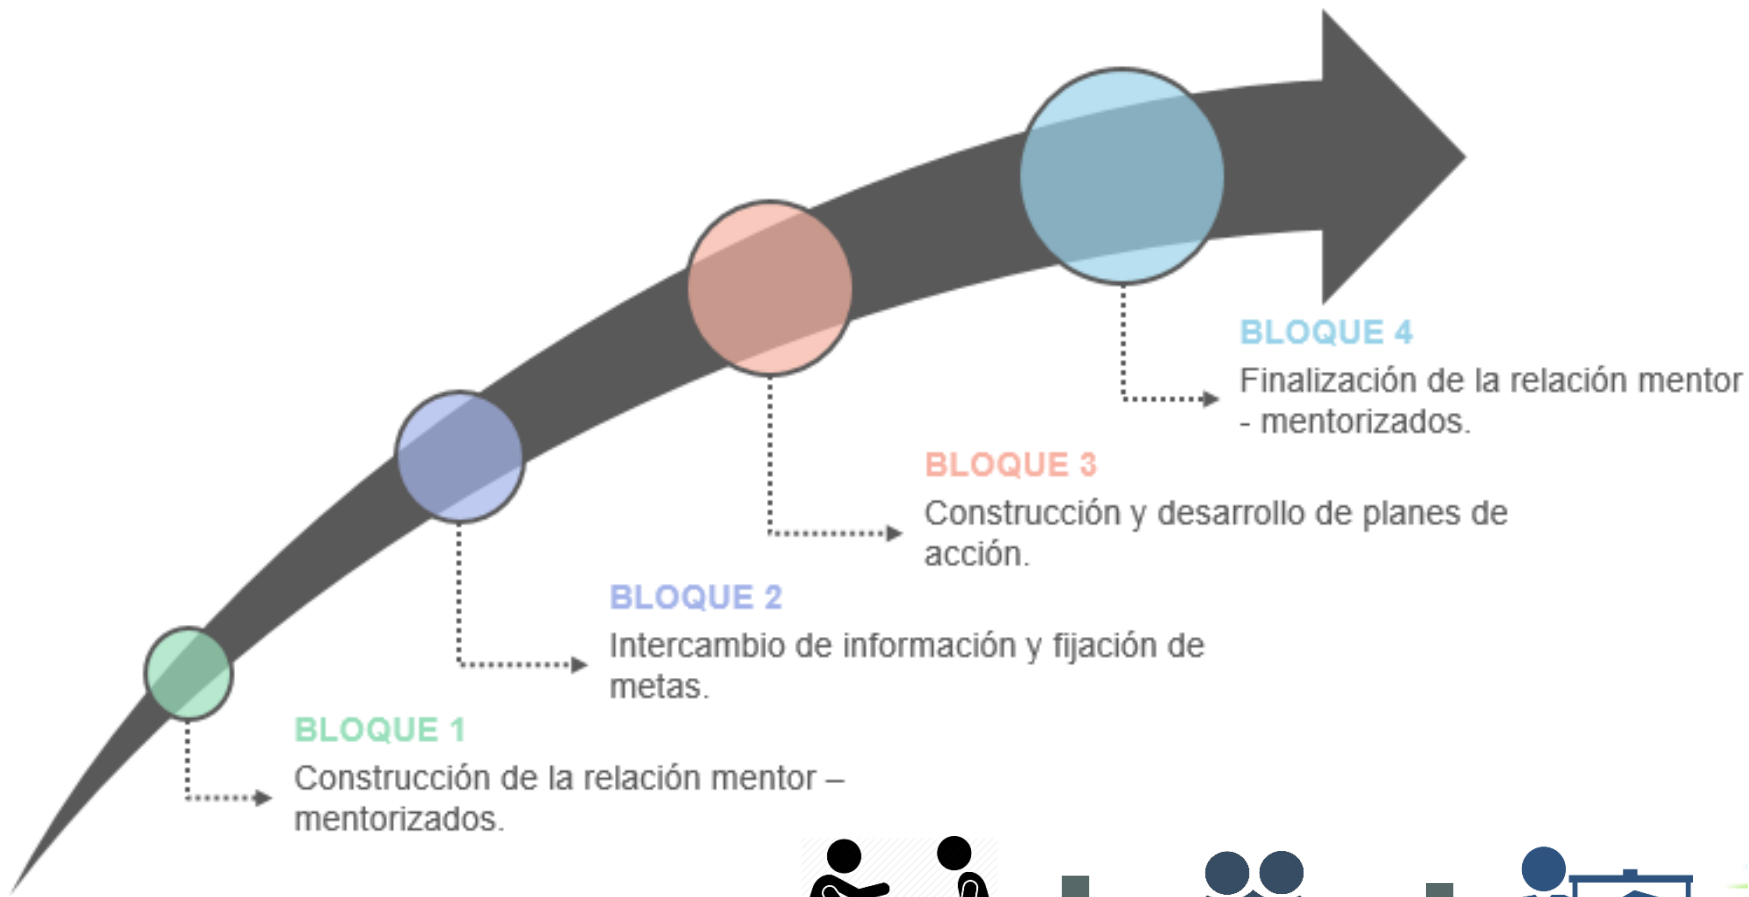 BLOQUE 4
Finalización de la relación mentor
- mentorizados.
BLOQUE 3
Construcción y desarrollo de planes de
acción.
BLOQUE 2
Intercambio de información y fijación de
metas.
BLOQUE 1
Construcción de la relación mentor –
mentorizados.